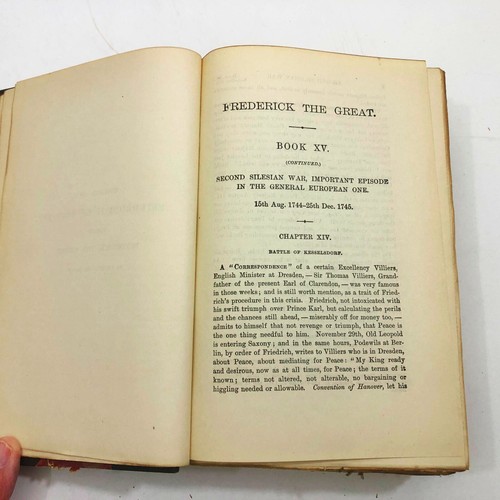 FREDERICK THE GREAT.
BOOK XV.
(CONTINUED.)
SECOND SILESIAN WAR, IMPORTANT EPISODE
IN THE GENERAL EUROPEAN ONE.
15th Aug. 1744–25th Dec. 1745.
CHAPTER XIV.
BATTLE OF KESSELSDORF.
A "CORRESPONDENCE" of a certain Excellency Villiers,
English Minister at Dresden, — Sir Thomas Villiers, Grand-
father of the present Earl of Clarendon, — was very famous
in those weeks; and is still worth mention, as a trait of Fried-
rich's procedure in this crisis. Friedrich, not intoxicated with
his swift triumph over Prince Karl, but calculating the perils
and the chances still ahead, — miserably off for money too, —
admits to himself that not revenge or triumph, that Peace is
the one thing needful to him. November 29th, Old Leopold
is entering Saxony; and in the same hours, Podewils at Ber-
lin, by order of Friedrich, writes to Villiers who is in Dresden,
about Peace, about mediating for Peace: "My King ready
and desirous, now as at all times, for Peace; the terms of it
known; terms not altered, not alterable, no bargaining or
higgling needed or allowable. Convention of Hanover, let his